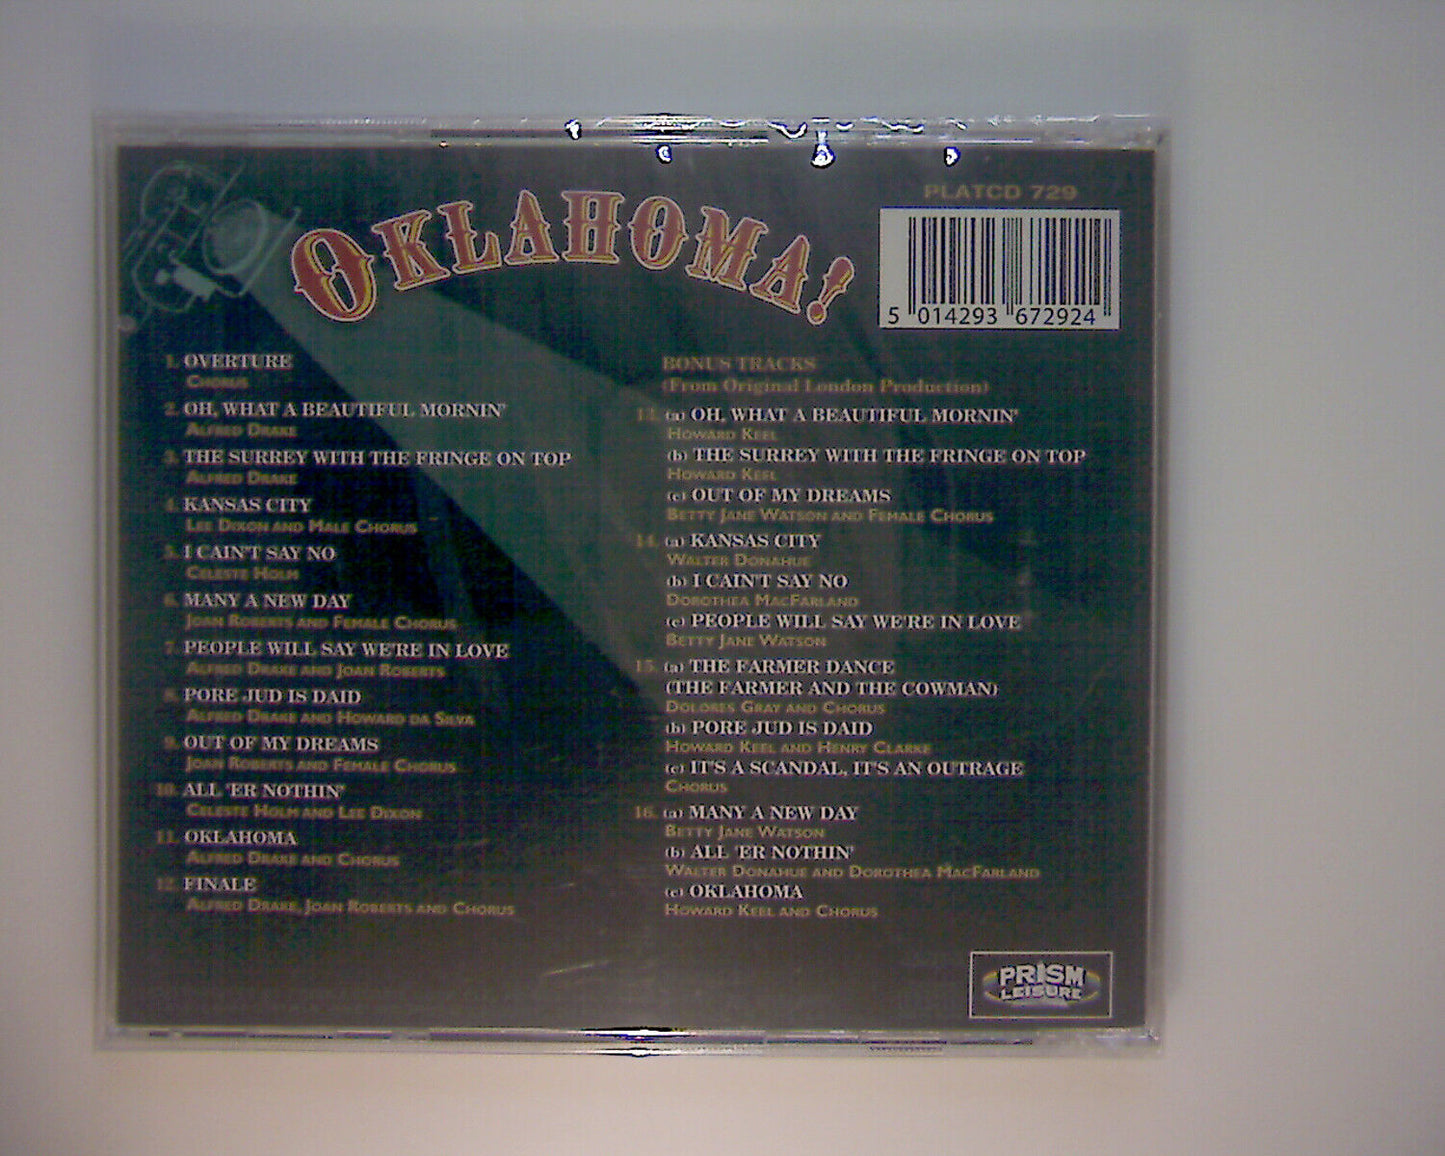 OKLAHOMA!
PLATCD 729
5 014293 672924
1. OVERTURE
CHORUS
2. OH, WHAT A BEAUTIFUL MORNIN'
ALFRED DRAKE
3. THE SURREY WITH THE FRINGE ON TOP
ALFRED DRAKE
4. KANSAS CITY
LEE DIXON AND MALE CHORUS
5. I CAIN'T SAY NO
CELESTE HOLM
6. MANY A NEW DAY
JOAN ROBERTS AND FEMALE CHORUS
7. PEOPLE WILL SAY WE'RE IN LOVE
ALFRED DRAKE AND JOAN ROBERTS
8. PORE JUD IS DAID
ALFRED DRAKE AND HOWARD DA SILVA
9. OUT OF MY DREAMS
JOAN ROBERTS AND FEMALE CHORUS
10. ALL 'ER NOTHIN'
CELESTE HOLM AND LEE DIXON
11. OKLAHOMA
ALFRED DRAKE AND CHORUS
12. FINALE
ALFRED DRAKE, JOAN ROBERTS AND CHORUS
BONUS TRACKS
(From Original London Production)
13. (a) OH, WHAT A BEAUTIFUL MORNIN'
HOWARD KEEL
(b) THE SURREY WITH THE FRINGE ON TOP
HOWARD KEEL
(c) OUT OF MY DREAMS
BETTY JANE WATSON AND FEMALE CHORUS
14. (a) KANSAS CITY
WALTER DONAHUE
(b) I CAIN'T SAY NO
DOROTHEA MACFARLAND
(c) PEOPLE WILL SAY WE'RE IN LOVE
BETTY JANE WATSON
15. (a) THE FARMER DANCE
(THE FARMER AND THE COWMAN)
DOLORES GRAY AND CHORUS
(b) PORE JUD IS DAID
HOWARD KEEL AND HENRY CLARKE
(c) IT'S A SCANDAL, IT'S AN OUTRAGE
CHORUS
16. (a) MANY A NEW DAY
BETTY JANE WATSON
(b) ALL 'ER NOTHIN'
WALTER DONAHUE AND DOROTHEA MACFARLAND
(c) OKLAHOMA
HOWARD KEEL AND CHORUS
PRISM
LEISURE